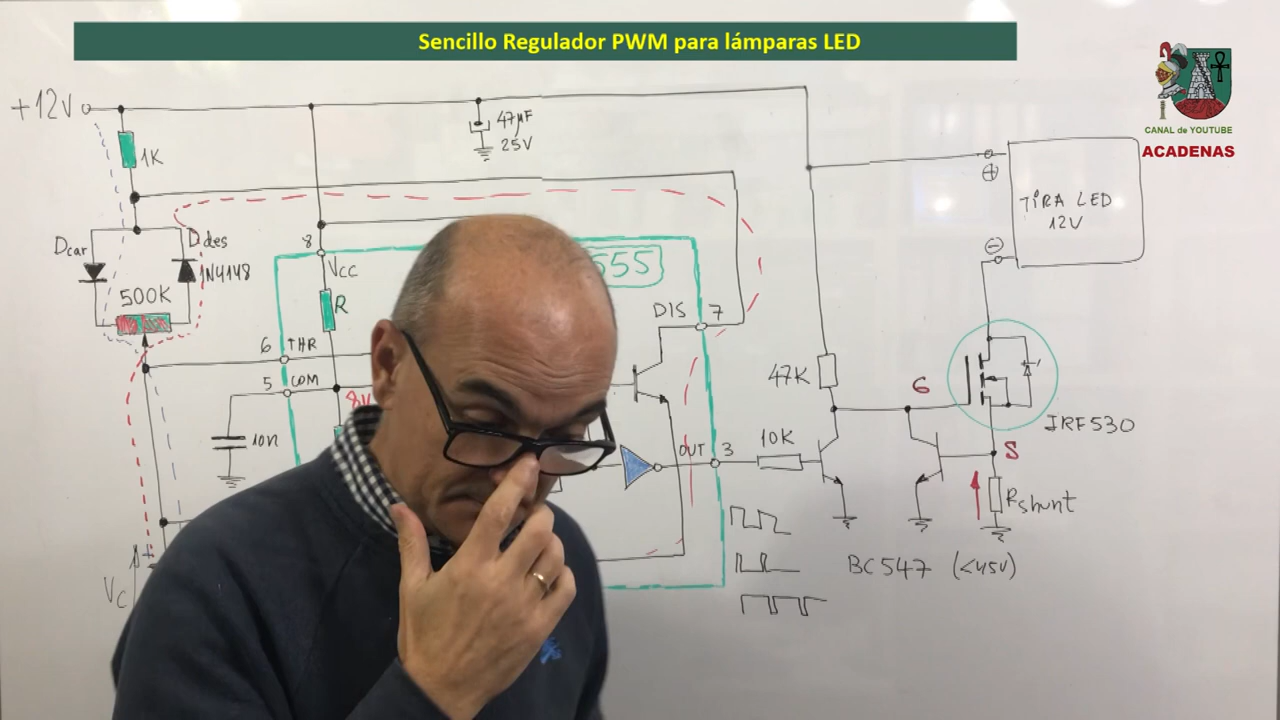 Sencillo Regulador PWM para lámparas LED
CANAL de YOUTUBE
ACADENAS
+12V
1K
47µF
25V
TIRA LED
12V
Dcar
Ddes
1N4148
500K
8
Vcc
R
555
DIS
7
6
THR
5
COM
8V
10n
OUT
3
10K
47K
G
S
IRF530
Rshunt
BC547 (<45V)
Vc